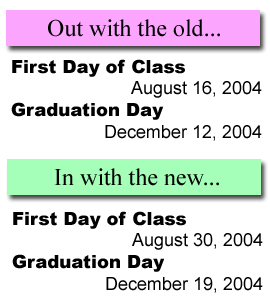 Out with the old...
First Day of Class
August 16, 2004
Graduation Day
December 12, 2004
In with the new...
First Day of Class
August 30, 2004
Graduation Day
December 19, 2004